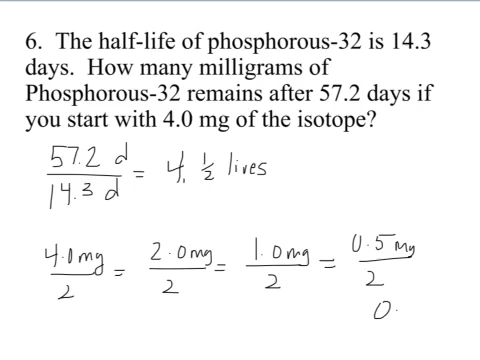 6. The half-life of phosphorous-32 is 14.3
days. How many milligrams of
Phosphorous-32 remains after 57.2 days if
you start with 4.0 mg of the isotope?
57.2 d / 14.3 d = 4, 1/2 lives
4.0mg / 2 = 2.0mg / 2 = 1.0mg / 2 = 0.5 mg / 2
0.